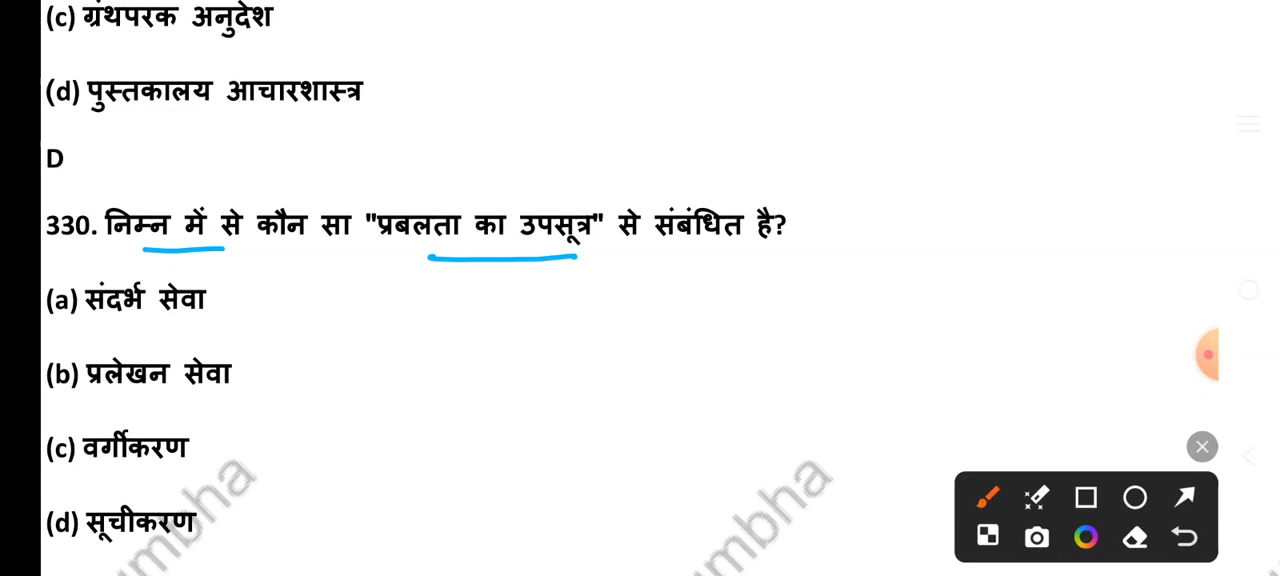 (c) ग्रंथपरक अनुदेश
(d) पुस्तकालय आचारशास्त्र
D
330. निम्न में से कौन सा "प्रबलता का उपसूत्र" से संबंधित है?
(a) संदर्भ सेवा
(b) प्रलेखन सेवा
(c) वर्गीकरण
(d) सूचीकरण